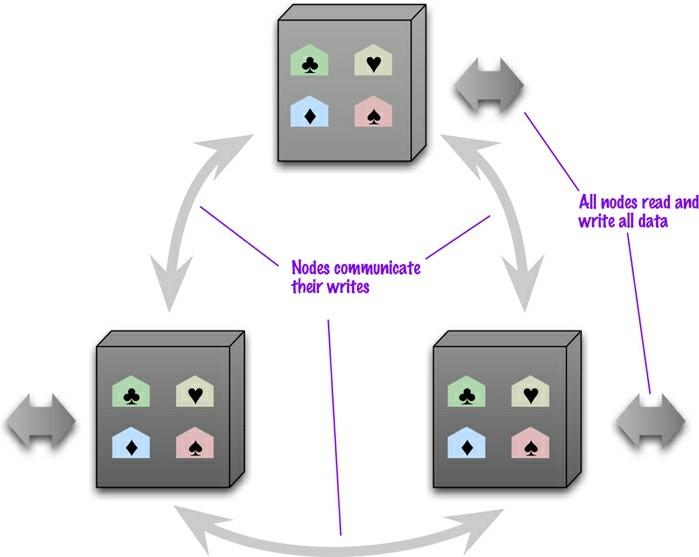 All nodes read and
write all data
Nodes communicate
their writes